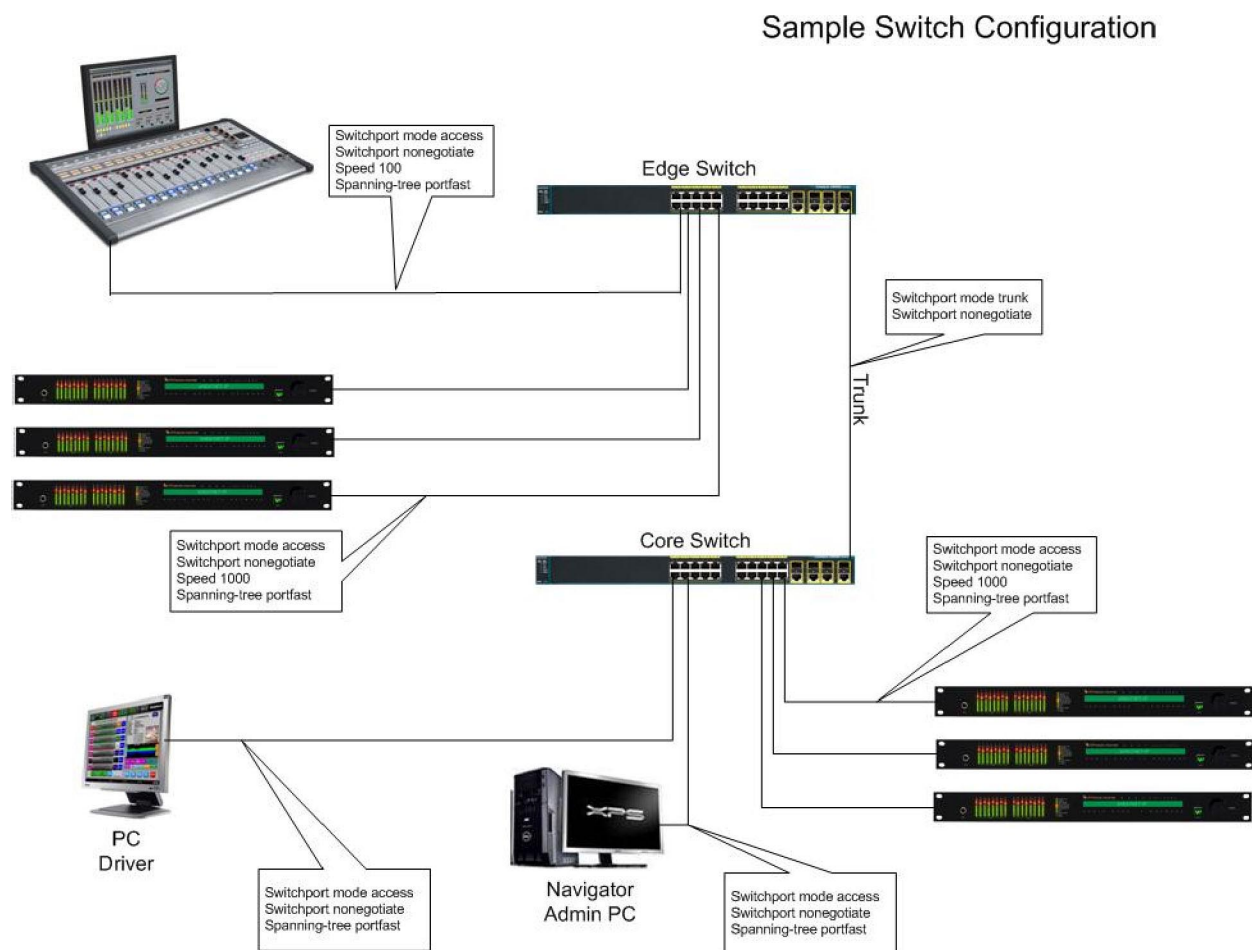 Sample Switch Configuration
Switchport mode access
Switchport nonegotiate
Speed 100
Spanning-tree portfast
Edge Switch
Switchport mode trunk
Switchport nonegotiate
Trunk
Switchport mode access
Switchport nonegotiate
Speed 1000
Spanning-tree portfast
Core Switch
Switchport mode access
Switchport nonegotiate
Speed 1000
Spanning-tree portfast
PC
Driver
XPS
Navigator
Admin PC
Switchport mode access
Switchport nonegotiate
Spanning-tree portfast
Switchport mode access
Switchport nonegotiate
Spanning-tree portfast